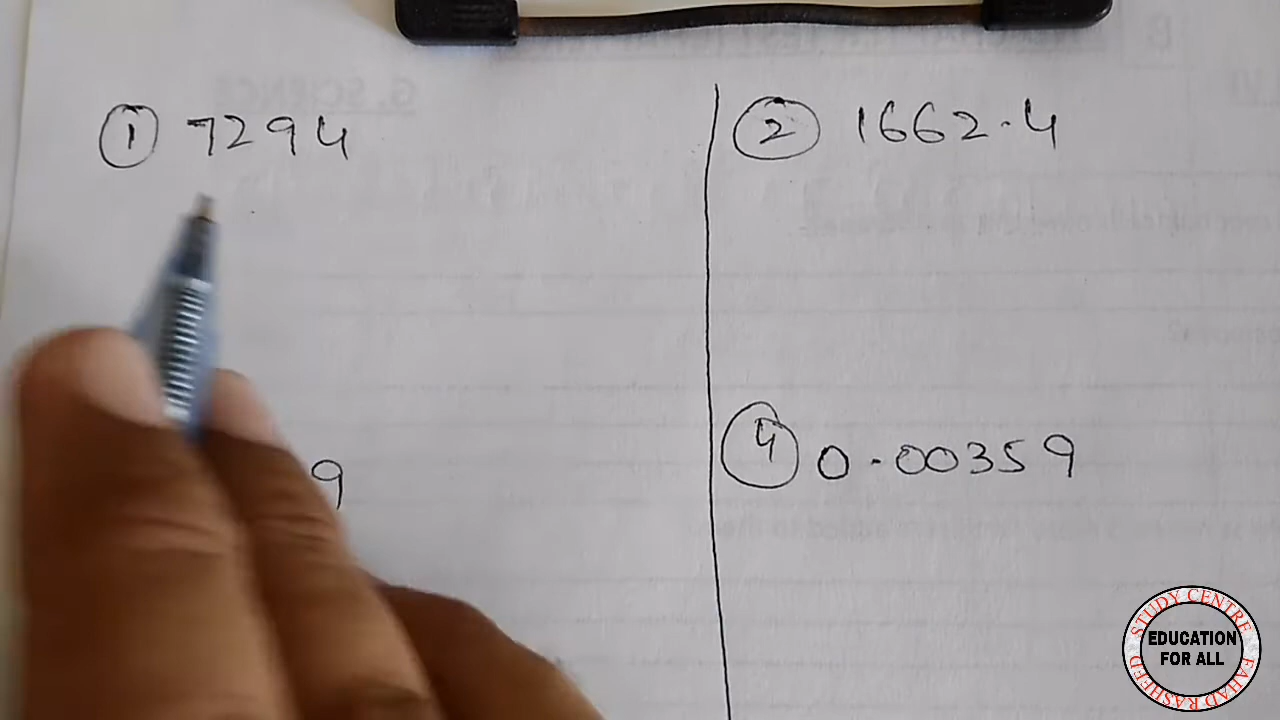 ① 7294
② 1662.4
9
④ 0.00359
STUDY CENTRE
EDUCATION
FOR ALL
FAHAD RASHEED